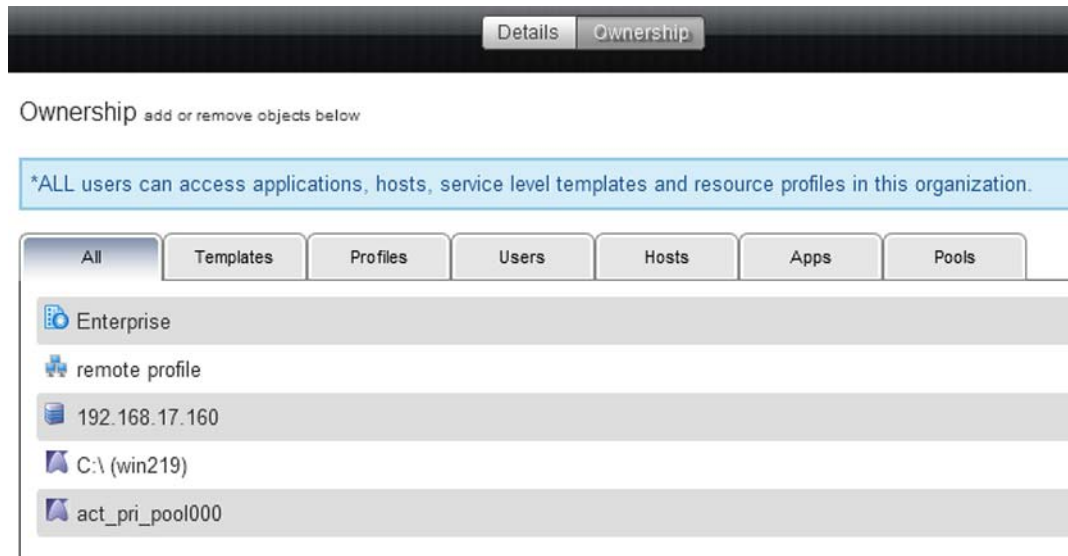 Details Ownership
Ownership add or remove objects below
*ALL users can access applications, hosts, service level templates and resource profiles in this organization.
All Templates Profiles Users Hosts Apps Pools
Enterprise
remote profile
192.168.17.160
C:\ (win219)
act_pri_pool000